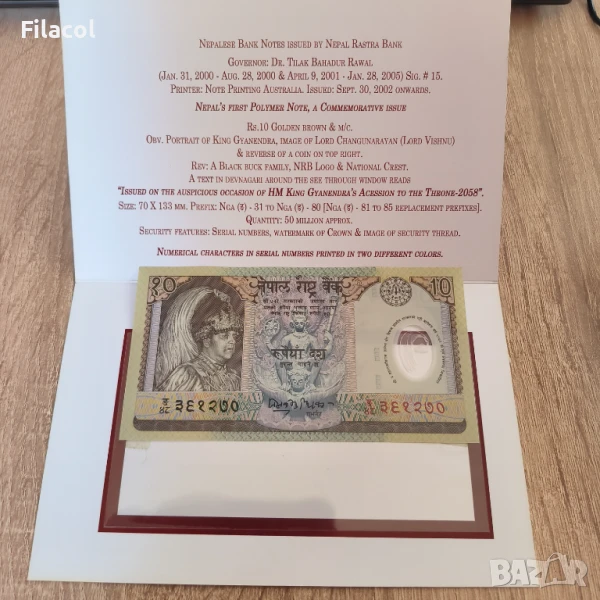 Filacol
NEPALESE BANK NOTES ISSUED BY NEPAL RASTRA BANK
GOVERNOR: DR. TILAK BAHADUR RAWAL
(JAN. 31, 2000 - AUG. 28, 2000 & APRIL 9, 2001 - JAN. 28, 2005) SIG. # 15.
PRINTER: NOTE PRINTING AUSTRALIA. ISSUED: SEPT. 30, 2002 ONWARDS.
NEPAL'S FIRST POLYMER NOTE, A COMMEMORATIVE ISSUE
RS.10 GOLDEN BROWN & M/C.
OBV. PORTRAIT OF KING GYANENDRA, IMAGE OF LORD CHANGUNARAYAN (LORD VISHNU)
& REVERSE OF A COIN ON TOP RIGHT.
REV: A BLACK BUCK FAMILY, NRB LOGO & NATIONAL CREST.
A TEXT IN DEVNAGARI AROUND THE SEE THROUGH WINDOW READS
"ISSUED ON THE AUSPICIOUS OCCASION OF HM KING GYANENDRA'S ACESSION TO THE THRONE-2058".
SIZE: 70 X 133 MM. PREFIX: NGA (ङ) - 31 TO NGA (ङ) - 80 [NGA (ङ) - 81 TO 85 REPLACEMENT PREFIXES].
QUANTITY: 50 MILLION APPROX.
SECURITY FEATURES: SERIAL NUMBERS, WATERMARK OF CROWN & IMAGE OF SECURITY THREAD.
NUMERICAL CHARACTERS IN SERIAL NUMBERS PRINTED IN TWO DIFFERENT COLORS.
१० नेपाल राष्ट्र बैंक १०
रूपैयाँ दश
३६१२७० ३६१२७०
BAZAR